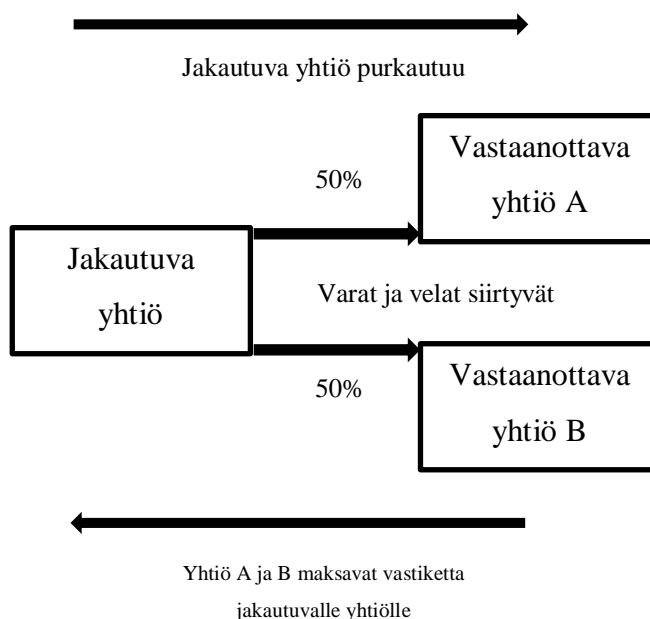 Jakautuva yhtiö purkautuu
Vastaanottava
yhtiö A
50%
Jakautuva
yhtiö
Varat ja velat siirtyvät
50%
Vastaanottava
yhtiö B
Yhtiö A ja B maksavat vastiketta
jakautuvalle yhtiölle